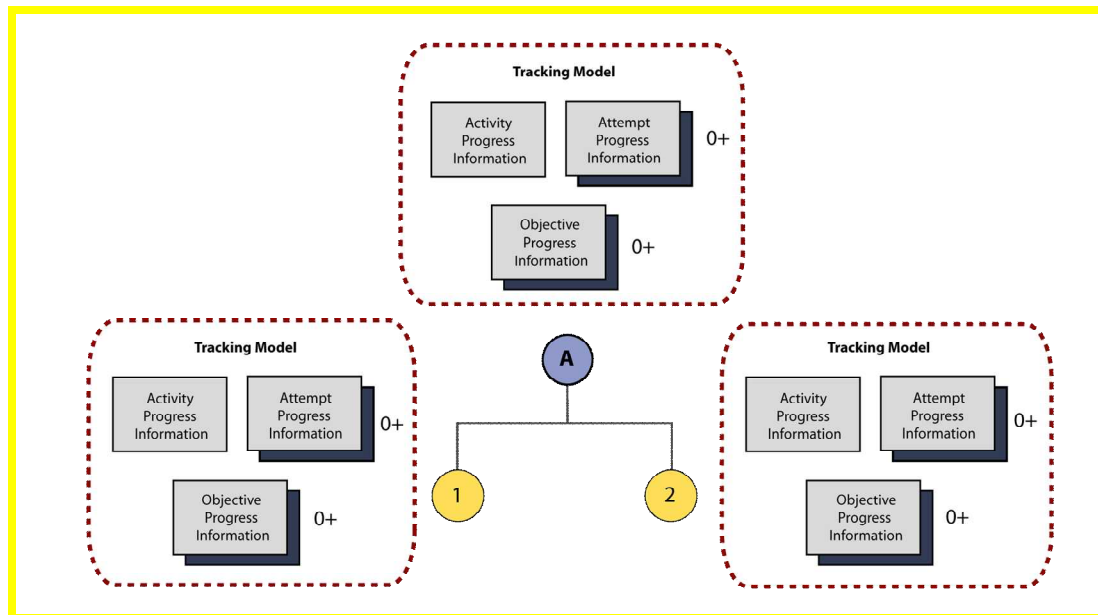 Tracking Model
Activity
Progress
Information
Attempt
Progress
Information
0+
Objective
Progress
Information
0+
Tracking Model
Activity
Progress
Information
Attempt
Progress
Information
0+
Objective
Progress
Information
0+
A
1
2
Tracking Model
Activity
Progress
Information
Attempt
Progress
Information
0+
Objective
Progress
Information
0+